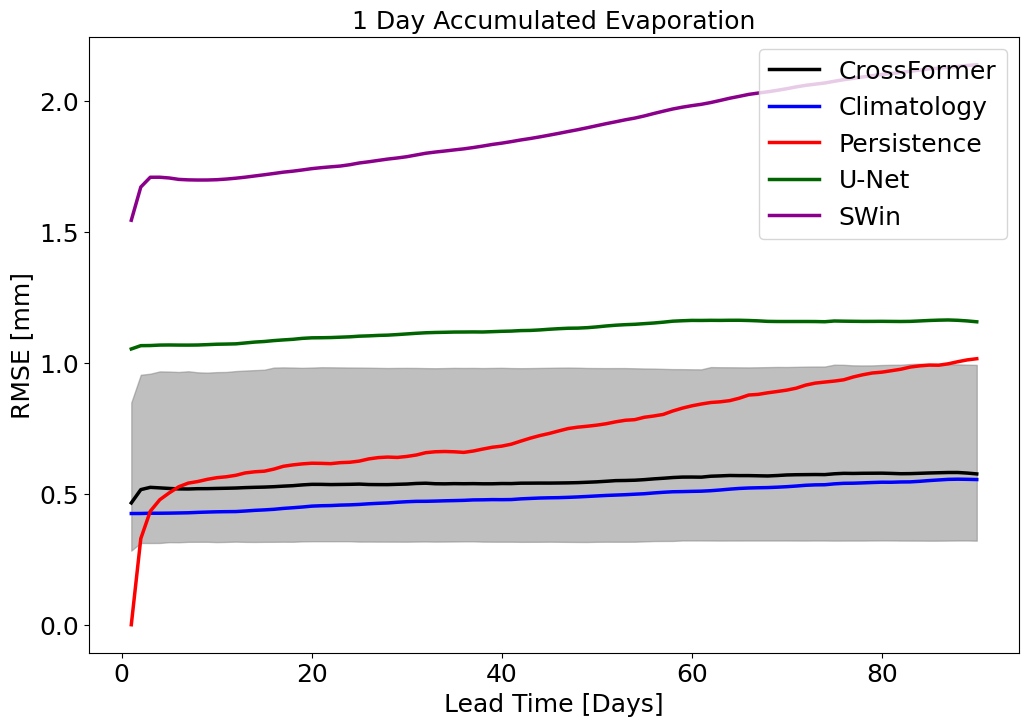 1 Day Accumulated Evaporation
RMSE [mm]
2.0
1.5
1.0
0.5
0.0
CrossFormer
Climatology
Persistence
U-Net
SWin
0 20 40 60 80
Lead Time [Days]